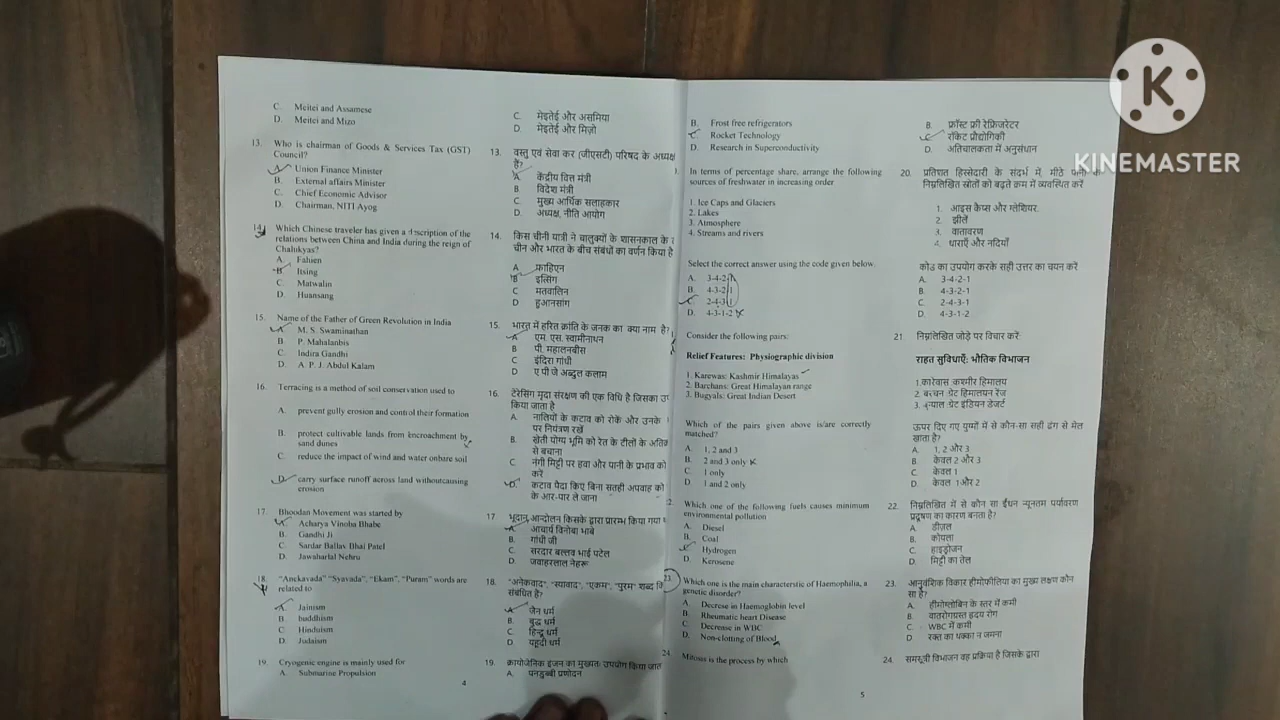 C. Meitei and Assamese
D. Meitei and Mizo
13. Who is chairman of Goods & Services Tax (GST)
Council?
A. Union Finance Minister
B. External affairs Minister
C. Chief Economic Advisor
D. Chairman, NITI Ayog
14. Which Chinese traveler has given a description of the
relations between China and India during the reign of
Chalukyas?
A. Fahien
B. Itsing
C. Matwalin
D. Huansang
15. Name of the Father of Green Revolution in India
A. M. S. Swaminathan
B P. Mahalanbis
C. Indira Gandhi
D. A P. J. Abdul Kalam
16. Terracing is a method of soil conservation used to
A. prevent gully erosion and control their formation
B. protect cultivable lands from encroachment by
sand dunes
C. reduce the impact of wind and water onbare soil
D. carry surface runoff across land withoutcausing
erosion
17. Bhoodan Movement was started by
A. Acharya Vinoba Bhabe
B. Gandhi Ji
C. Sardar Ballav Bhai Patel
D. Jawaharlal Nehru
18. "Anekavada" "Syavada", "Ekam", "Puram" words are
related to
A. Jainism
B buddhism
C Hinduism
D Judaism
19. Cryogenic engine is mainly used for
A. Submarine Propulsion
4
C. मेइतेई और असमिया
D. मेइतेई और मिज़ो
13. वस्तु एवं सेवा कर (जीएसटी) परिषद के अध्यक्ष
है?
A. केंद्रीय वित्त मंत्री
B. विदेश मंत्री
C. मुख्य आर्थिक सलाहकार
D. अध्यक्ष, नीति आयोग
14. किस चीनी यात्री ने चालुक्यों के शासनकाल के
चीन और भारत के बीच संबंधों का वर्णन किया है
A फ़ाहिएन
B इत्सिंग
C मतवालिन
D हुआनसांग
15. भारत में हरित क्रांति के जनक का क्या नाम है?
A एम. एस. स्वामीनाथन
B पी. महालनबीस
C इंदिरा गांधी
D ए पी जे अब्दुल कलाम
16. टेरेसिंग मृदा संरक्षण की एक विधि है जिसका
किया जाता है
A. नालियों के कटाव को रोकें और उनके
पर नियंत्रण रखें
B. खेती योग्य भूमि को रेत के टीलों के
से बचाना
C नंगी मिट्टी पर हवा और पानी के प्रभाव को
करें
D. कटाव पैदा किए बिना सतही अपवाह को
के आर-पार ले जाना
17 भूदान आन्दोलन किसके द्वारा प्रारम्भ किया गया
A. आचार्य विनोबा भाबे
B. गांधी जी
C. सरदार बल्लव भाई पटेल
D. जवाहरलाल नेहरू
18. "अनेकवाद", "स्यावाद", "एकम", "पुरम" शब्द
संबंधित है?
A. जैन धर्म
B. बुद्ध धर्म
C. हिन्दू धर्म
D यहूदी धर्म
19. क्रायोजेनिक इंजन का मुख्यतः उपयोग किया
A. पनडुब्बी प्रणोदन
B. Frost free refrigerators
C. Rocket Technology
D. Research in Superconductivity
In terms of percentage share, arrange the following
sources of freshwater in increasing order
1. Ice Caps and Glaciers
2. Lakes
3. Atmosphere
4. Streams and rivers
Select the correct answer using the code given below.
A. 3-4-2-1
B. 4-3-2-1
C. 2-4-3-1
D. 4-3-1-2
Consider the following pairs:
Relief Features: Physiographic division
1. Karewas: Kashmir Himalayas
2. Barchans: Great Himalayan range
3. Bugyals: Great Indian Desert
Which of the pairs given above is/are correctly
matched?
A. 1, 2 and 3
B. 2 and 3 only
C. 1 only
D. 1 and 2 only
2. Which one of the following fuels causes minimum
environmental pollution
A. Diesel
B. Coal
C. Hydrogen
D. Kerosene
23. Which one is the main characterstic of Haemophilia, a
genetic disorder?
A. Decrese in Haemoglobin level
B. Rheumatic heart Disease
C. Decrease in WBC
D. Non-clotting of Blood
24. Mitosis is the process by which
5
B. फ्रॉस्ट फ्री रेफ्रिजरेटर
C. रॉकेट प्रौद्योगिकी
D. अतिचालकता में अनुसंधान
20. प्रतिशत हिस्सेदारी के संदर्भ में, मीठे पानी के
निम्नलिखित स्रोतों को बढ़ते क्रम में व्यवस्थित करें
1. आइस कैप्स और ग्लेशियर.
2. झीलें
3. वातावरण
4. धाराएँ और नदियाँ
कोड का उपयोग करके सही उत्तर का चयन करें
A. 3-4-2-1
B. 4-3-2-1
C. 2-4-3-1
D. 4-3-1-2
21 निम्नलिखित जोड़े पर विचार करें
राहत सुविधाएँ: भौतिक विभाजन
1.कारेवास कश्मीर हिमालय
2. बरचन ग्रेट हिमालयन रेंज
3. ग्रेट इंडियन डेजर्ट
ऊपर दिए गए युग्मों में से कौन-सा सही ढंग से मेल
खाता है?
A. 1, 2 और 3
B केवल 2 और 3
C केवल 1
D. केवल 1और 2
22. निम्नलिखित में से कौन सा ईंधन न्यूनतम पर्यावरण
प्रदूषण का कारण बनता है?
A. डीज़ल
B. कोयला
C. हाइड्रोजन
D. मिट्टी का तेल
23. आनुवंशिक विकार हीमोफीलिया का मुख्य लक्षण कौन
सा है?
A. हीमोग्लोबिन के स्तर में कमी
B. वातरोगग्रस्त हृदय रोग
C. WBC में कमी
D रक्त का थक्का न जमना
24. समसूत्री विभाजन वह प्रक्रिया है जिसके द्वारा
K
KINEMASTER